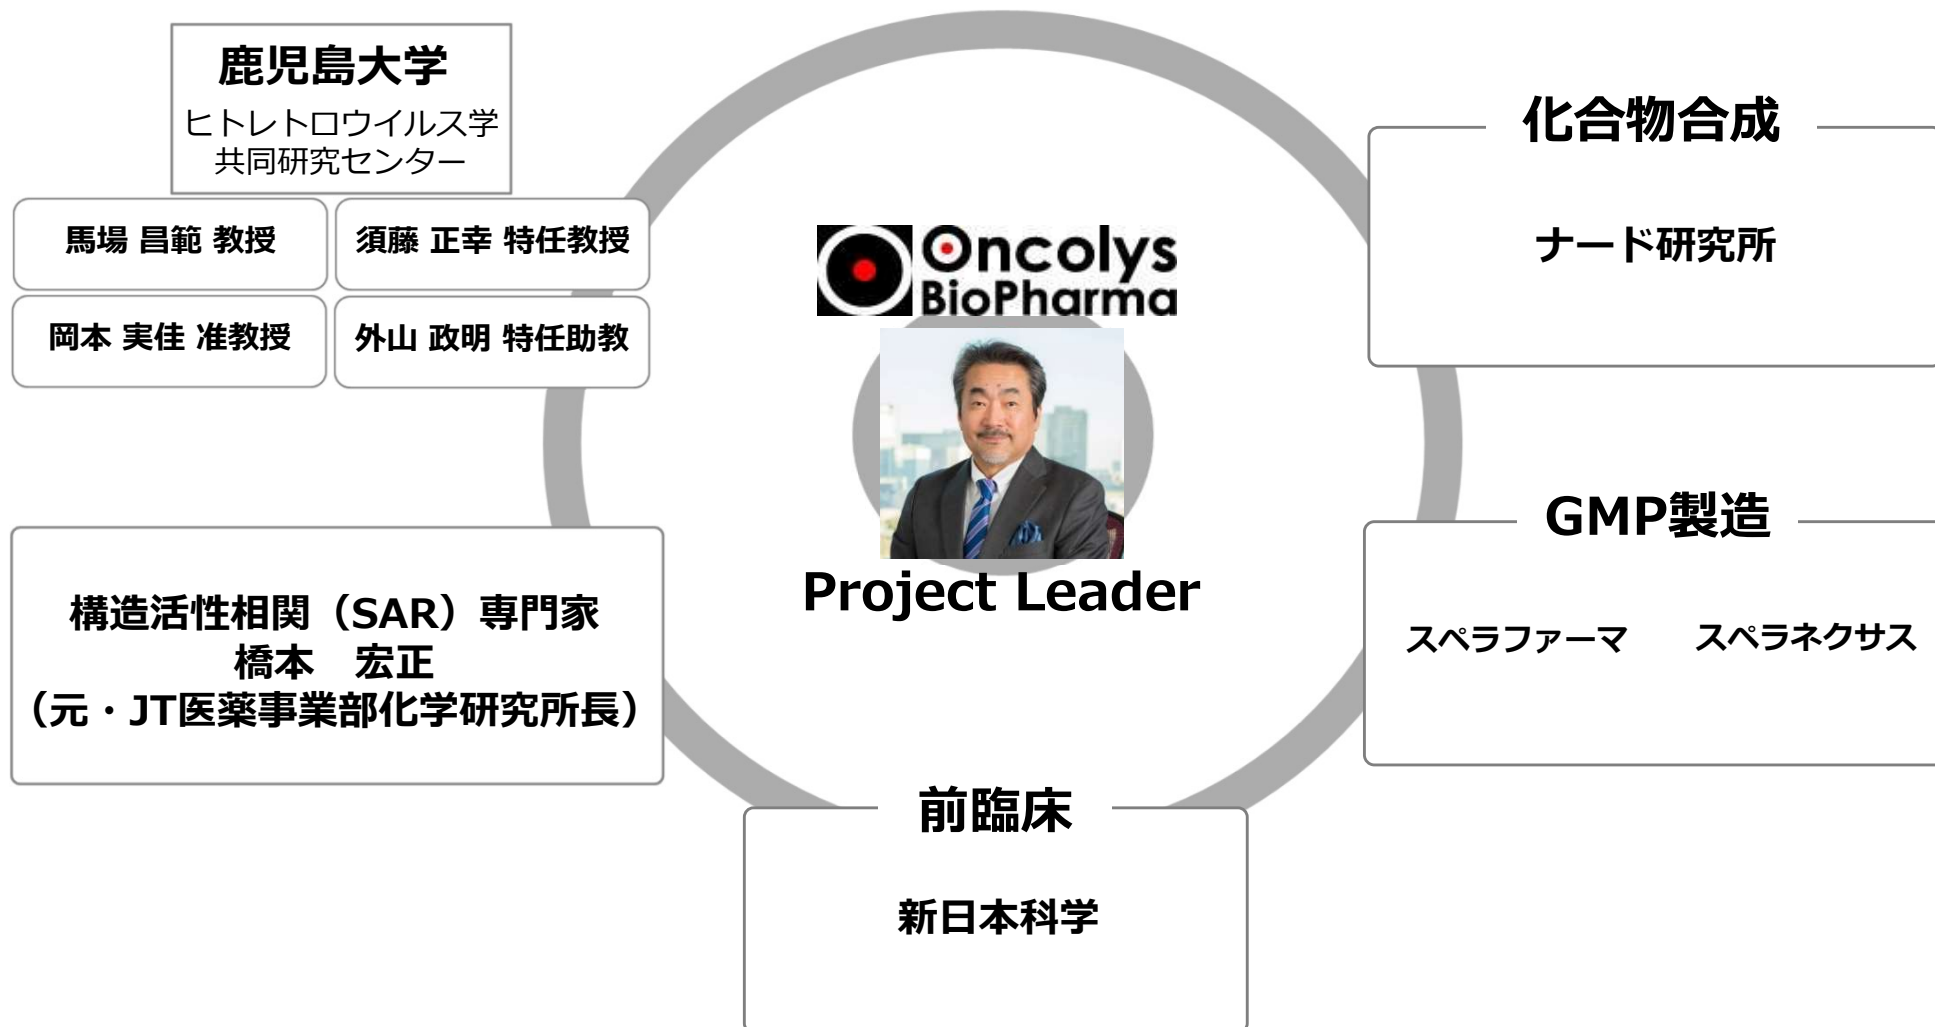 鹿児島大学
ヒトレトロウイルス学
共同研究センター
馬場 昌範 教授
須藤 正幸 特任教授
岡本 実佳 准教授
外山 政明 特任助教
構造活性相関（SAR）専門家
橋本　宏正
（元・JT医薬事業部化学研究所長）
Oncolys
BioPharma
Project Leader
前臨床
新日本科学
化合物合成
ナード研究所
GMP製造
スペラファーマ
スペラネクサス